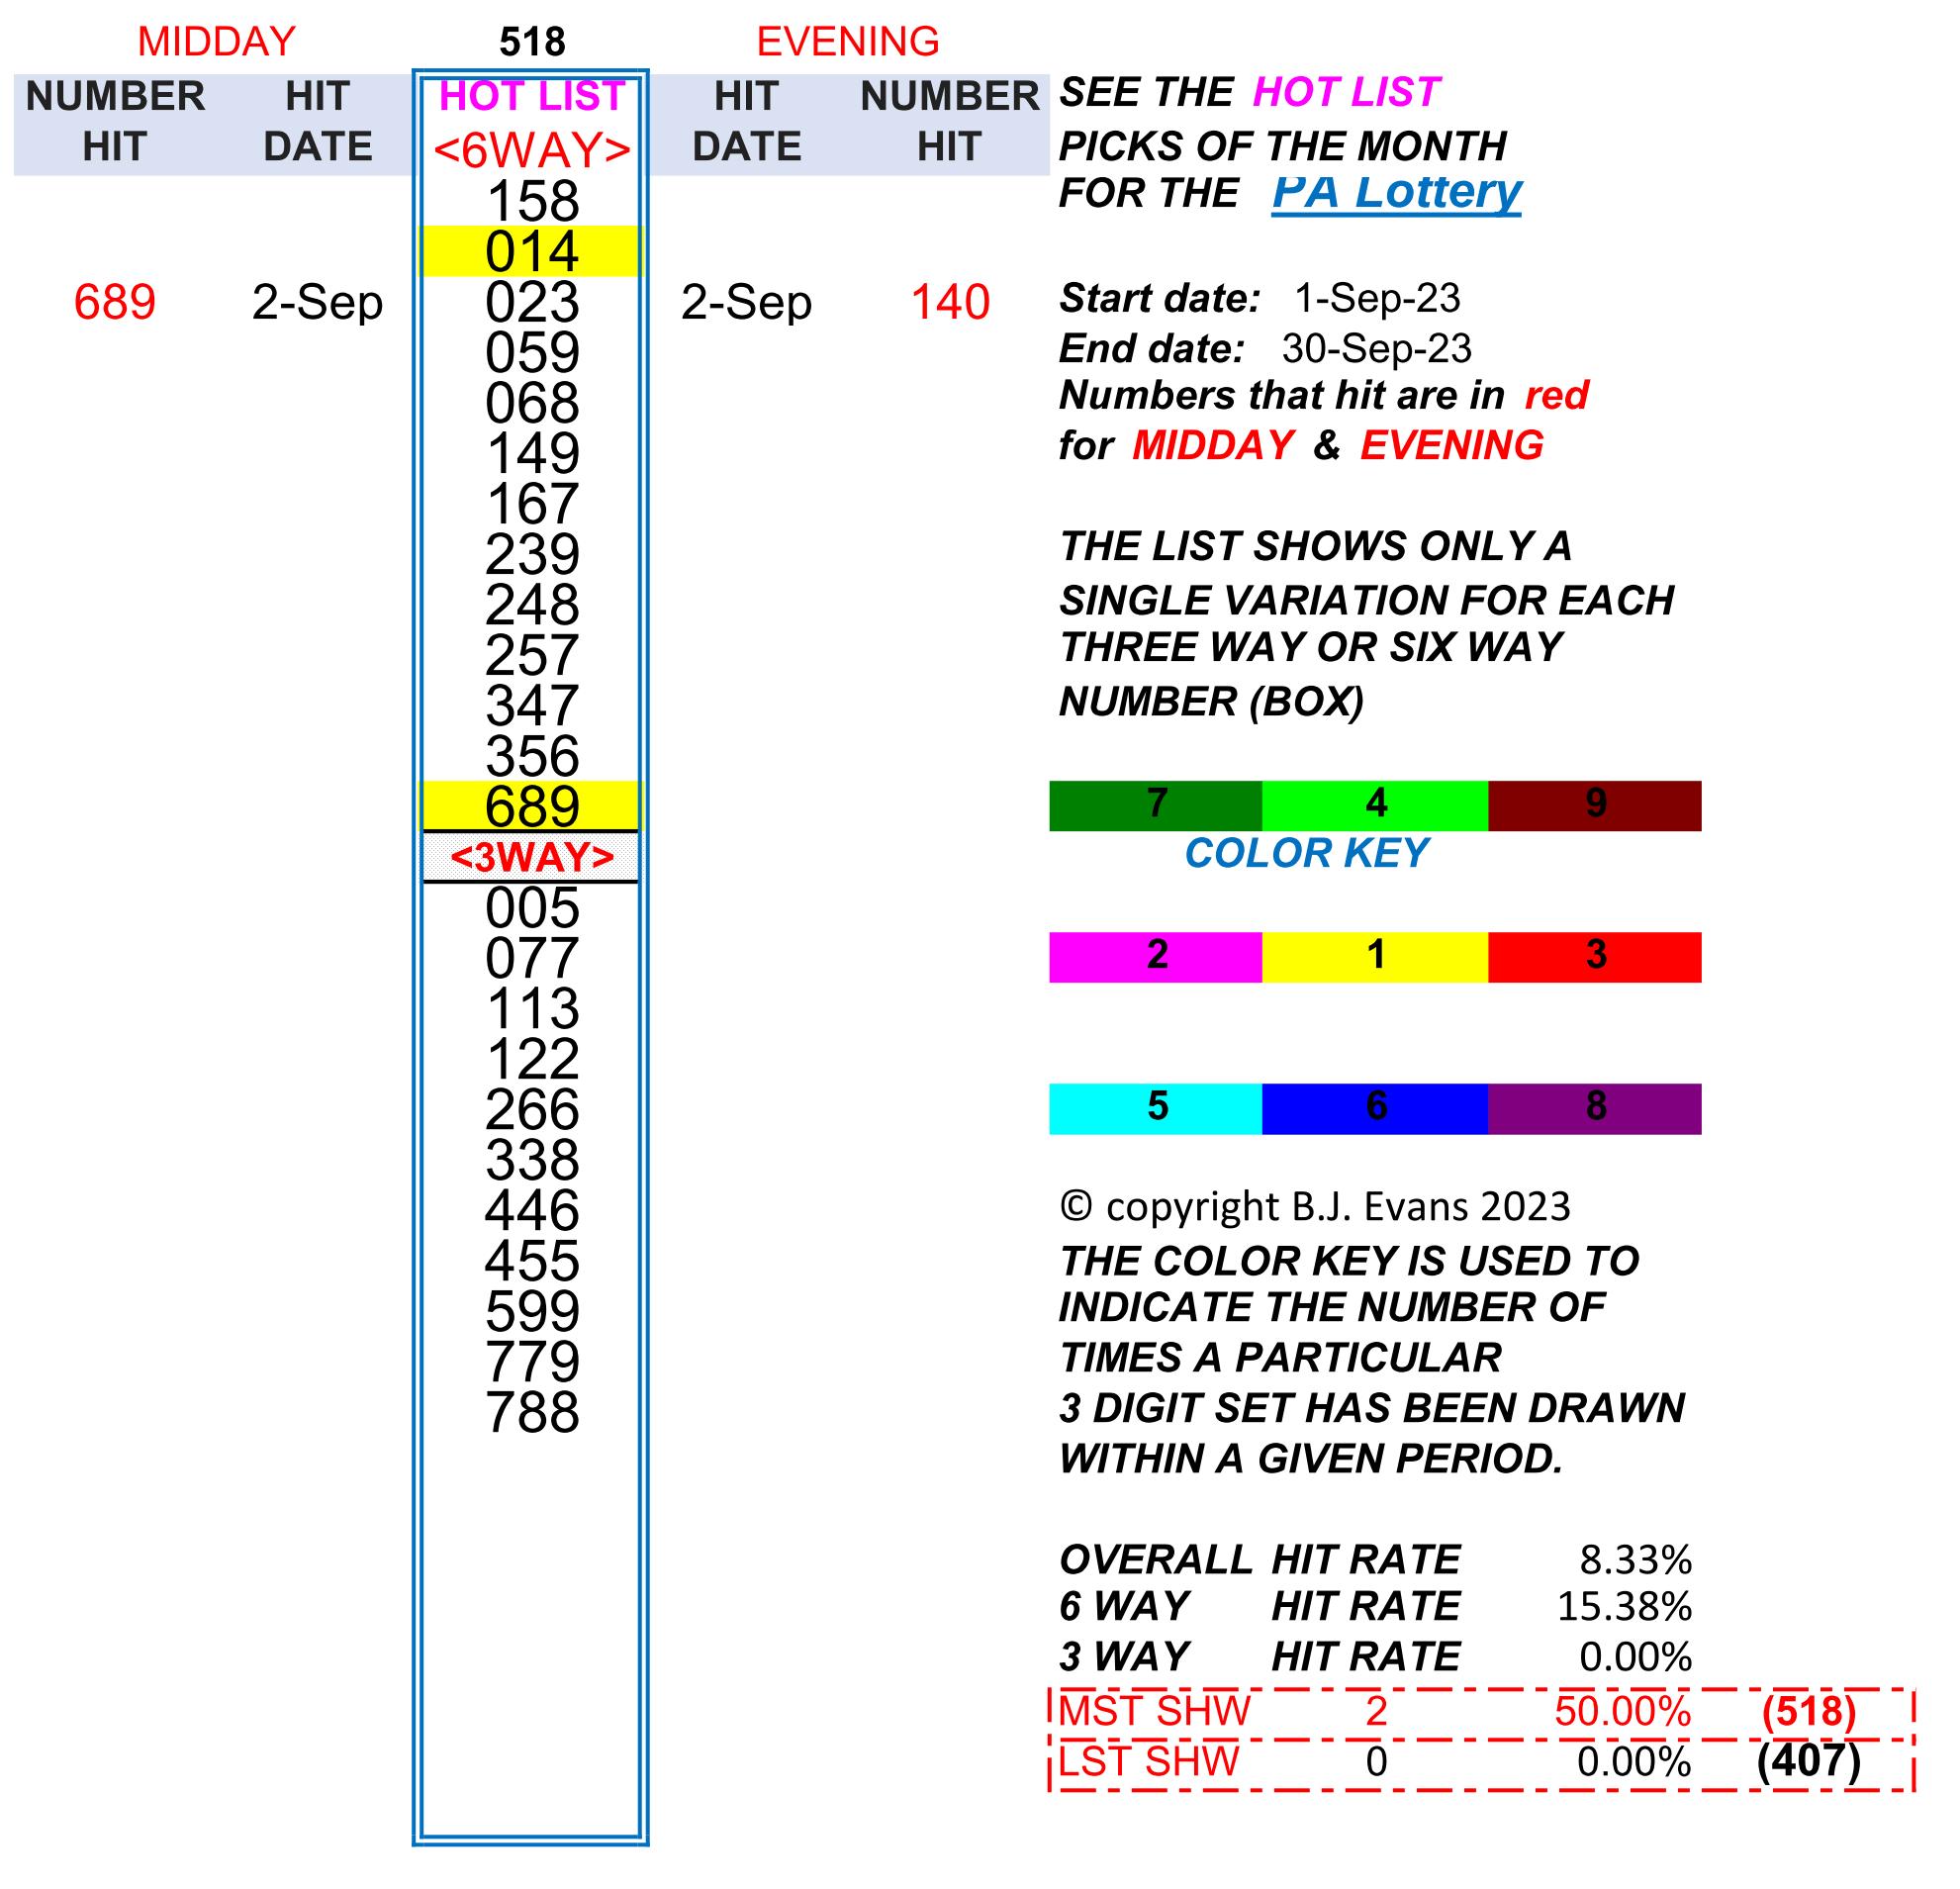 MIDDAY 518 EVENING
NUMBER HIT HOT LIST HIT NUMBER SEE THE HOT LIST
HIT DATE <6WAY> DATE HIT PICKS OF THE MONTH
158 FOR THE PA Lottery
014
689 2-Sep 023 2-Sep 140 Start date: 1-Sep-23
059 End date: 30-Sep-23
068 Numbers that hit are in red
149 for MIDDAY & EVENING
167
239 THE LIST SHOWS ONLY A
248 SINGLE VARIATION FOR EACH
257 THREE WAY OR SIX WAY
347 NUMBER (BOX)
356
689 7 4 9
<3WAY> COLOR KEY
005
077 2 1 3
113
122
266 5 6 8
338
446 © copyright B.J. Evans 2023
455 THE COLOR KEY IS USED TO
599 INDICATE THE NUMBER OF
779 TIMES A PARTICULAR
788 3 DIGIT SET HAS BEEN DRAWN
WITHIN A GIVEN PERIOD.
OVERALL HIT RATE 8.33%
6 WAY HIT RATE 15.38%
3 WAY HIT RATE 0.00%
MST SHW 2 50.00% (518)
LST SHW 0 0.00% (407)